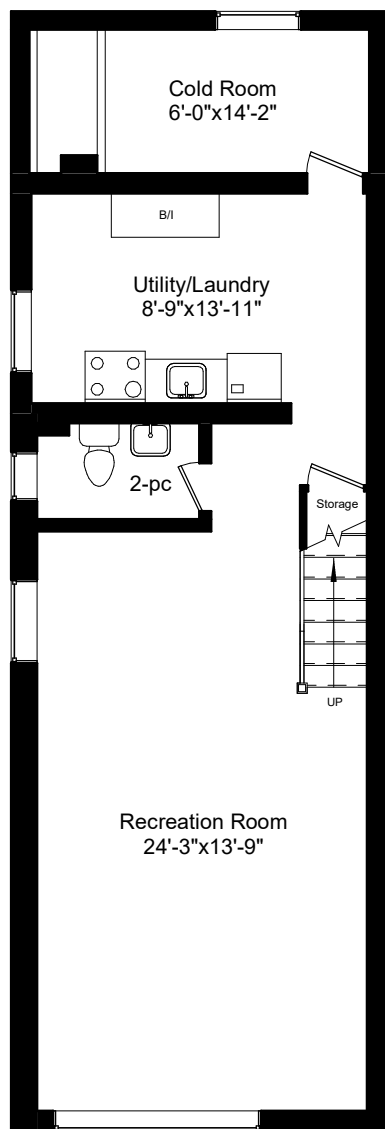 Cold Room
6'-0"x14'-2"
B/I
Utility/Laundry
8'-9"x13'-11"
2-pc
Storage
UP
Recreation Room
24'-3"x13'-9"